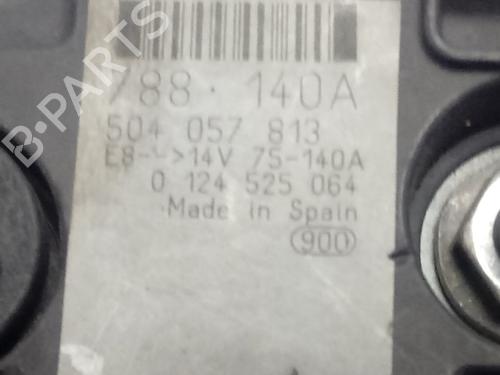 B-PARTS
788 · 140A
504 057 813
E8-->14V 75-140A
0 124 525 064
Made in Spain
900